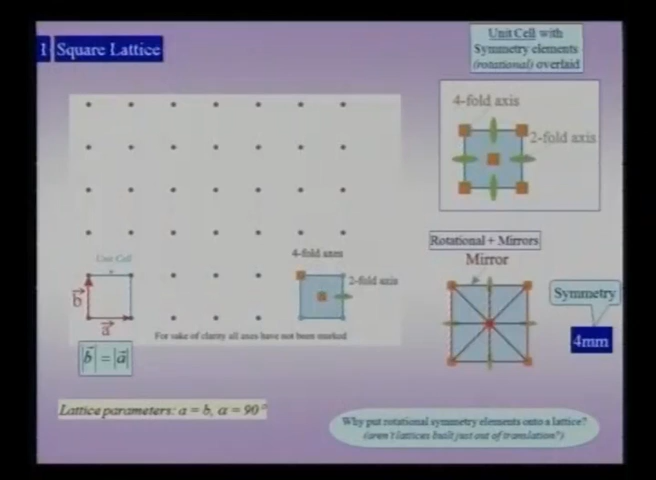 1 Square Lattice
Unit Cell with
Symmetry elements
(rotational) overlaid
4-fold axis
2-fold axis
Rotational + Mirrors
Mirror
Symmetry
4mm
Unit Cell
4-fold axes
2-fold axis
b
a
For sake of clarity all axes have not been marked
|b| = |a|
Lattice parameters: a = b, α = 90°
Why put rotational symmetry elements onto a lattice?
(aren't lattices built just out of translation?)